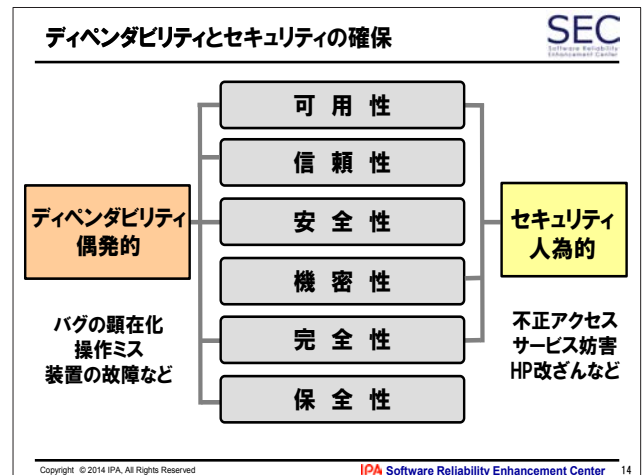 ディペンダビリティとセキュリティの確保
SEC
Software Reliability
Enhancement Center
可用性
信頼性
安全性
機密性
完全性
保全性
ディペンダビリティ
偶発的
バグの顕在化
操作ミス
装置の故障など
セキュリティ
人為的
不正アクセス
サービス妨害
HP改ざんなど
Copyright © 2014 IPA, All Rights Reserved
IPA Software Reliability Enhancement Center 14